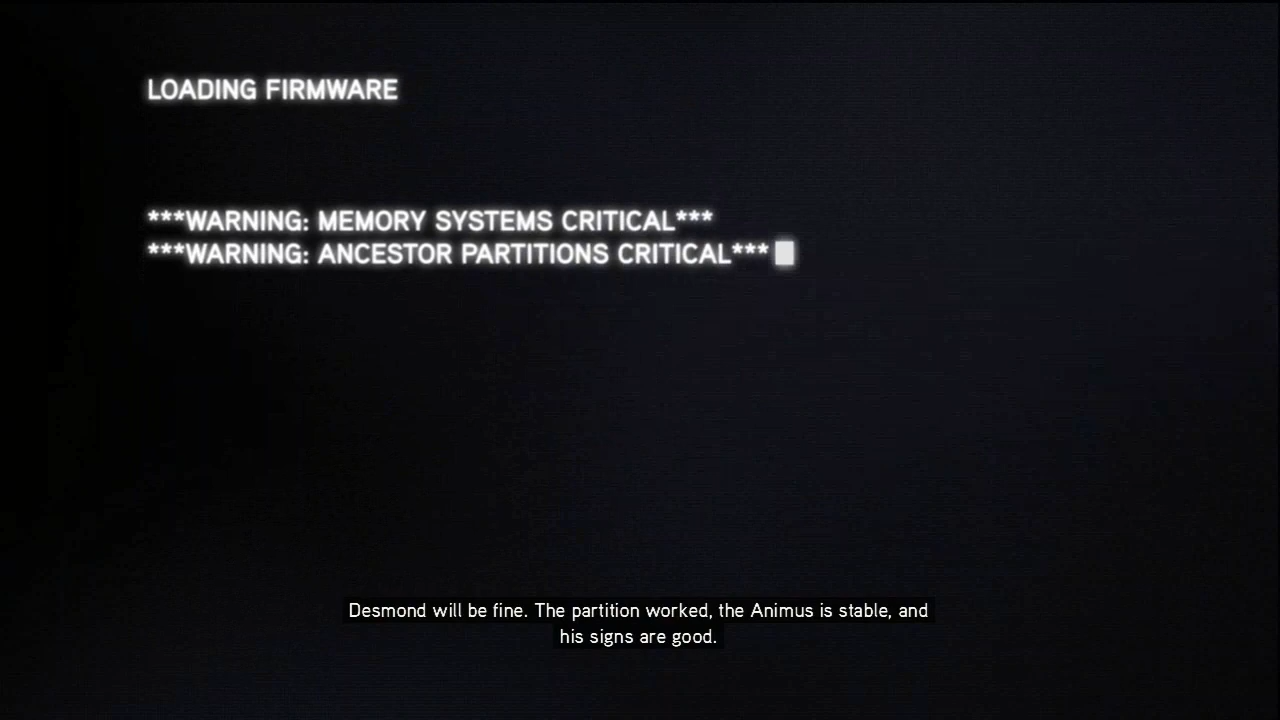 LOADING FIRMWARE
***WARNING: MEMORY SYSTEMS CRITICAL***
***WARNING: ANCESTOR PARTITIONS CRITICAL***
Desmond will be fine. The partition worked, the Animus is stable, and
his signs are good.